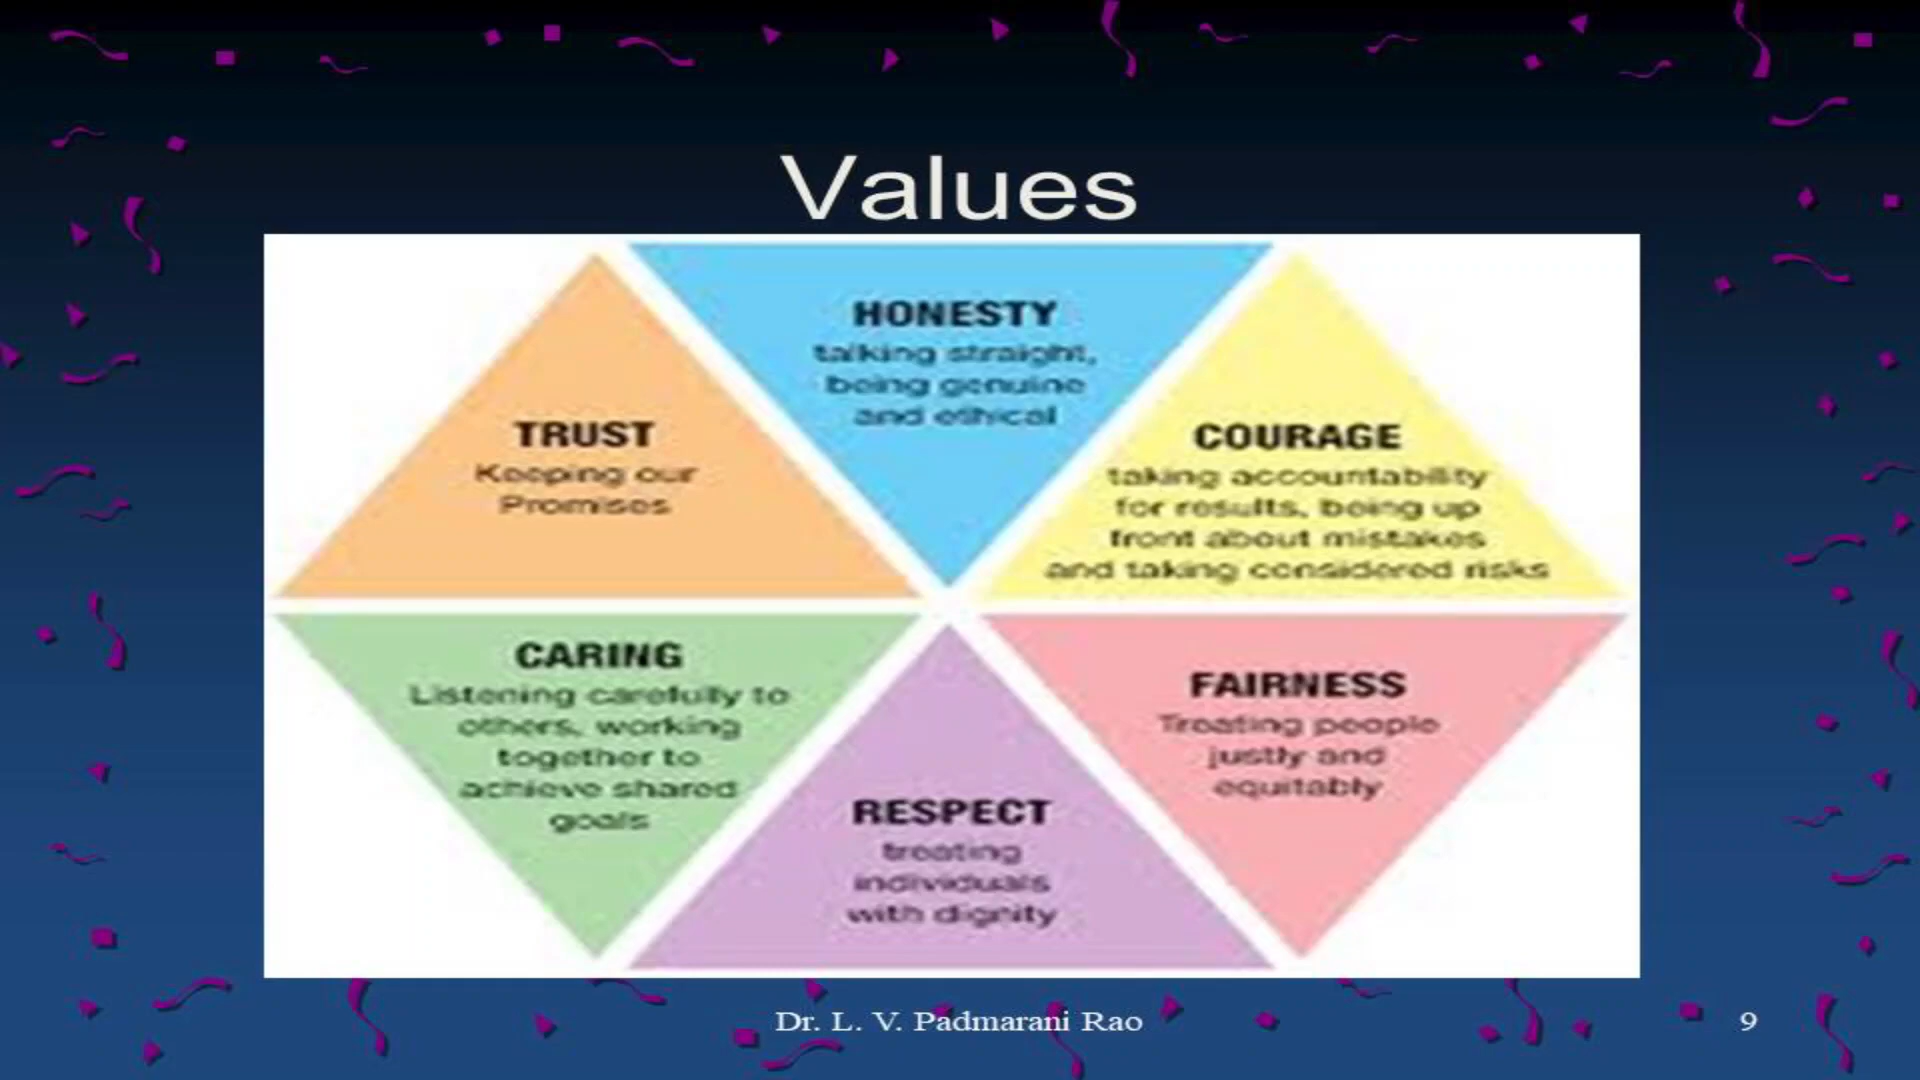 Values
HONESTY
talking straight,
being genuine
and ethical
TRUST
Keeping our
Promises
COURAGE
taking accountability
for results, being up
front about mistakes
and taking considered risks
CARING
Listening carefully to
others, working
together to
achieve shared
goals
FAIRNESS
Treating people
justly and
equitably
RESPECT
treating
individuals
with dignity
Dr. L. V. Padmarani Rao
9